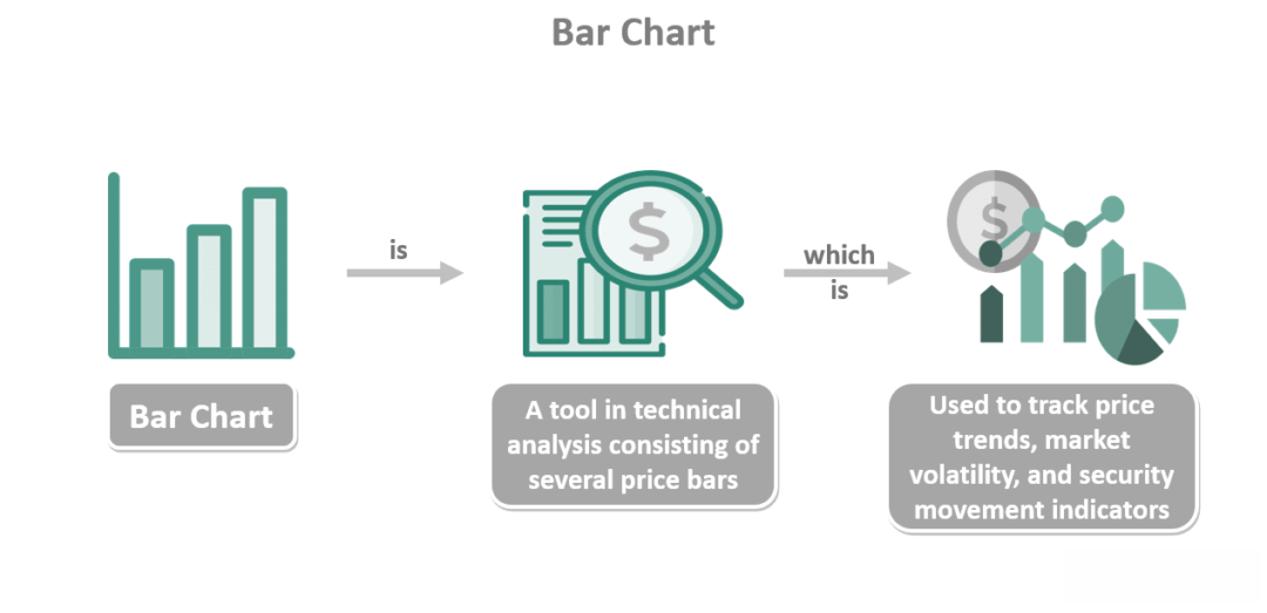 Bar Chart
is
which
is
$
$
Bar Chart
A tool in technical
analysis consisting of
several price bars
Used to track price
trends, market
volatility, and security
movement indicators